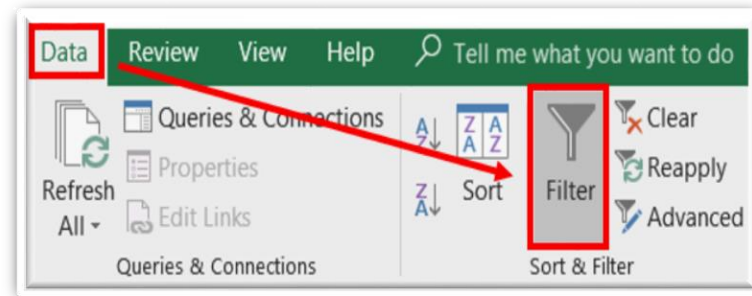 Data Review View Help Tell me what you want to do
Refresh All
Queries & Connections
Properties
Edit Links
Queries & Connections
A Z
Z A
Z A A Z
Sort
Filter
Clear
Reapply
Advanced
Sort & Filter